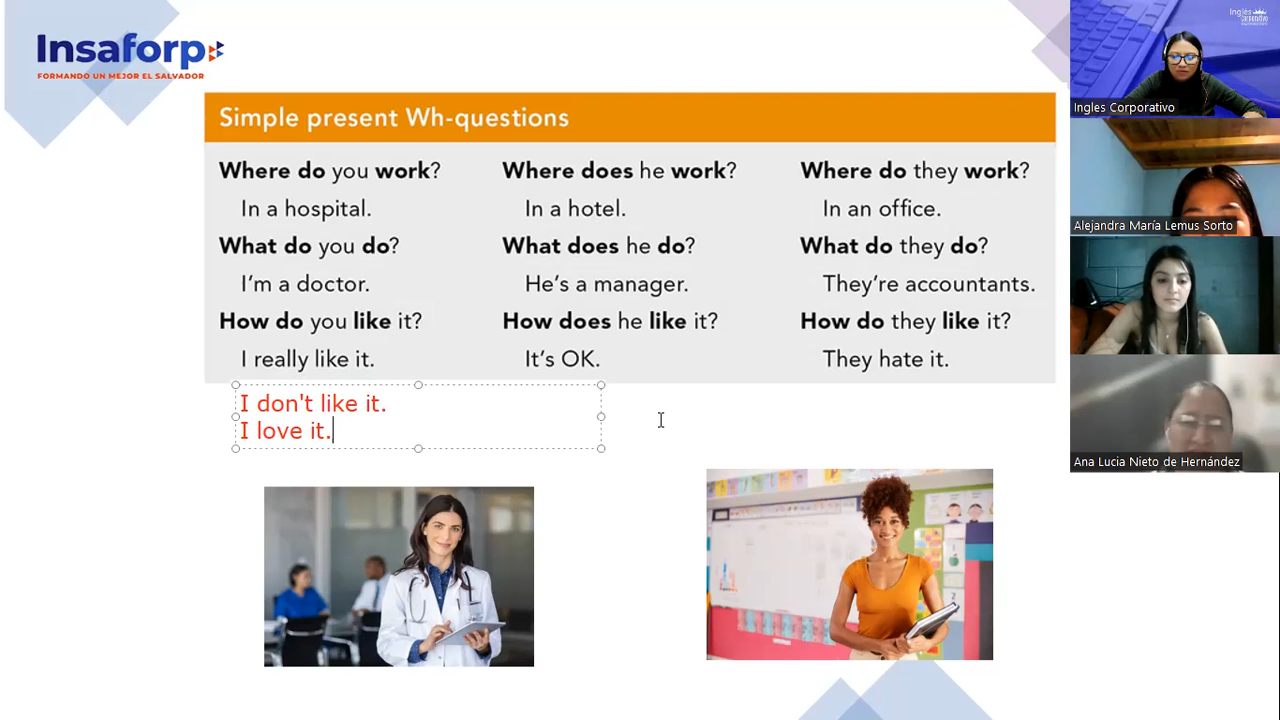 Insaforp
FORMANDO UN MEJOR EL SALVADOR
Simple present Wh-questions
Where do you work?
In a hospital.
What do you do?
I'm a doctor.
How do you like it?
I really like it.
Where does he work?
In a hotel.
What does he do?
He's a manager.
How does he like it?
It's OK.
Where do they work?
In an office.
What do they do?
They're accountants.
How do they like it?
They hate it.
I don't like it.
I love it.
Ingles Corporativo
Alejandra María Lemus Sorto
Ana Lucia Nieto de Hernández